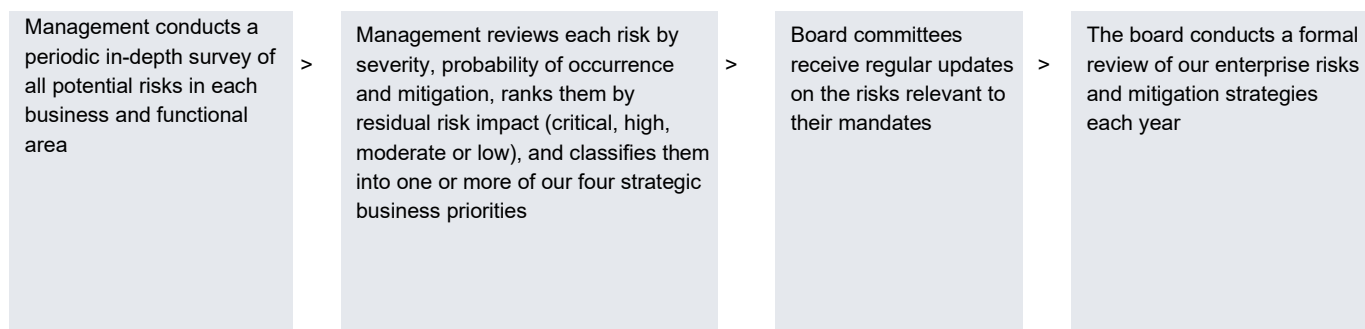 Management conducts a
periodic in-depth survey of
all potential risks in each
business and functional
area
>
Management reviews each risk by
severity, probability of occurrence
and mitigation, ranks them by
residual risk impact (critical, high,
moderate or low), and classifies them
into one or more of our four strategic
business priorities
>
Board committees
receive regular updates
on the risks relevant to
their mandates
>
The board conducts a formal
review of our enterprise risks
and mitigation strategies
each year